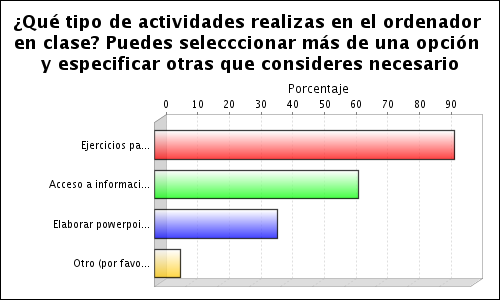 ¿Qué tipo de actividades realizas en el ordenador
en clase? Puedes selecccionar más de una opción
y especificar otras que consideres necesario
Porcentaje
0 10 20 30 40 50 60 70 80 90
Ejercicios pa...
Acceso a informaci...
Elaborar powerpoi...
Otro (por favo...